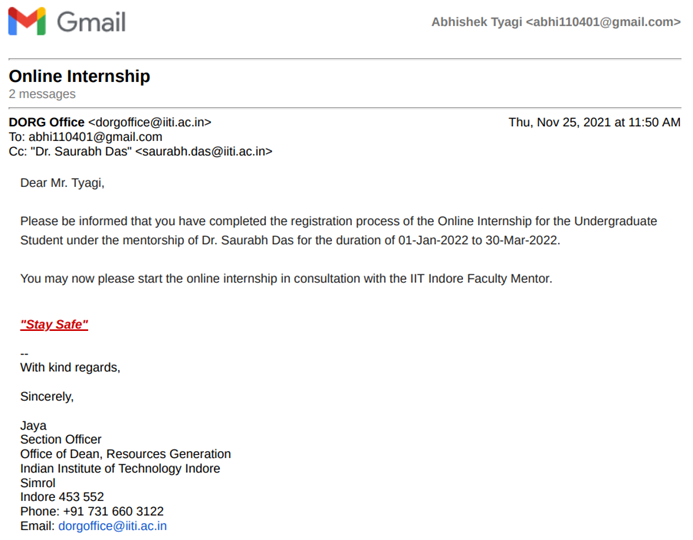 Gmail
Abhishek Tyagi <abhi110401@gmail.com>
Online Internship
2 messages
DORG Office <dorgoffice@iiti.ac.in>
Thu, Nov 25, 2021 at 11:50 AM
To: abhi110401@gmail.com
Cc: "Dr. Saurabh Das" <saurabh.das@iiti.ac.in>
Dear Mr. Tyagi,
Please be informed that you have completed the registration process of the Online Internship for the Undergraduate
Student under the mentorship of Dr. Saurabh Das for the duration of 01-Jan-2022 to 30-Mar-2022.
You may now please start the online internship in consultation with the IIT Indore Faculty Mentor.
"Stay Safe"
--
With kind regards,
Sincerely,
Jaya
Section Officer
Office of Dean, Resources Generation
Indian Institute of Technology Indore
Simrol
Indore 453 552
Phone: +91 731 660 3122
Email: dorgoffice@iiti.ac.in